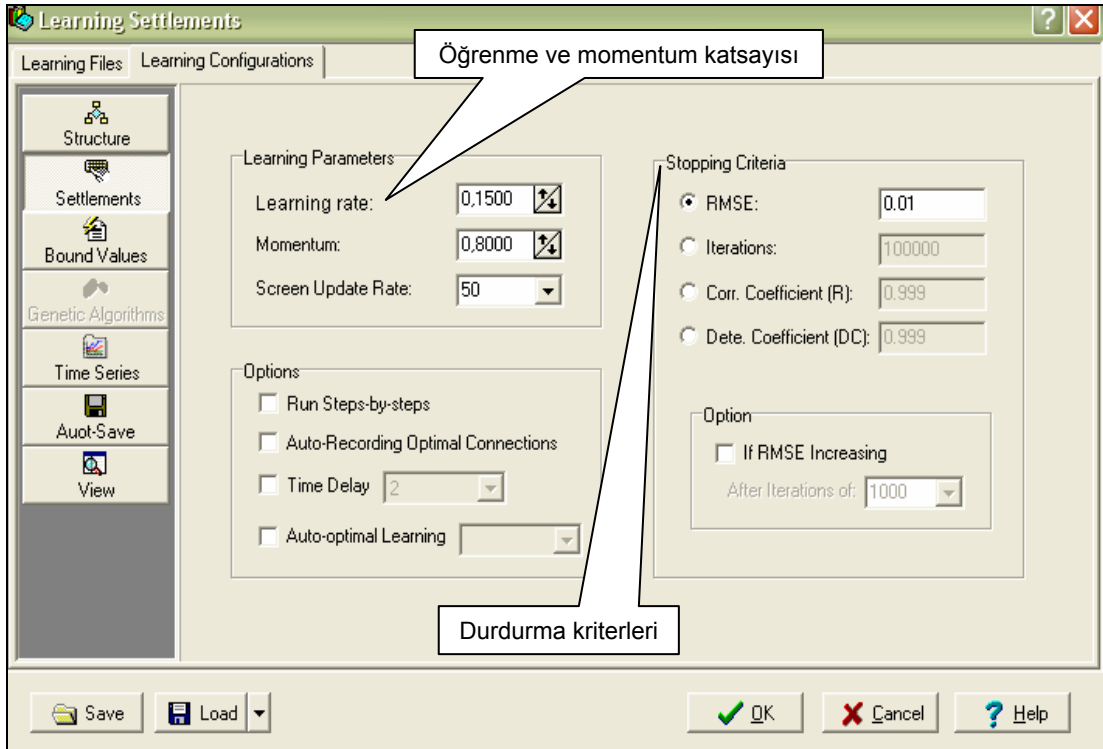 Learning Settlements
Öğrenme ve momentum katsayısı
Learning Files Learning Configurations
Structure
Settlements
Bound Values
Genetic Algorithms
Time Series
Auot-Save
View
Learning Parameters
Learning rate: 0,1500
Momentum: 0,8000
Screen Update Rate: 50
Options
Run Steps-by-steps
Auto-Recording Optimal Connections
Time Delay 2
Auto-optimal Learning
Stopping Criteria
RMSE: 0.01
Iterations: 100000
Corr. Coefficient (R): 0.999
Dete. Coefficient (DC): 0.999
Option
If RMSE Increasing
After Iterations of: 1000
Durdurma kriterleri
Save Load OK Cancel Help